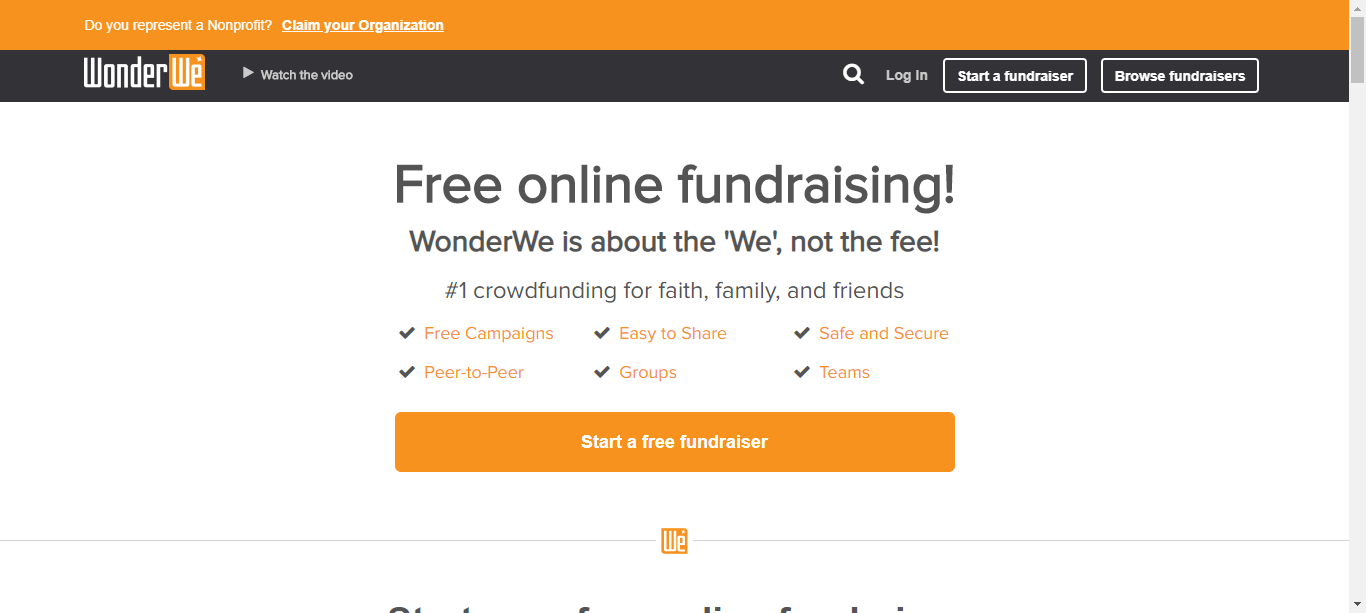 Do you represent a Nonprofit? Claim your Organization
WonderWe Watch the video Log In Start a fundraiser Browse fundraisers
Free online fundraising!
WonderWe is about the 'We', not the fee!
#1 crowdfunding for faith, family, and friends
Free Campaigns Easy to Share Safe and Secure
Peer-to-Peer Groups Teams
Start a free fundraiser
We